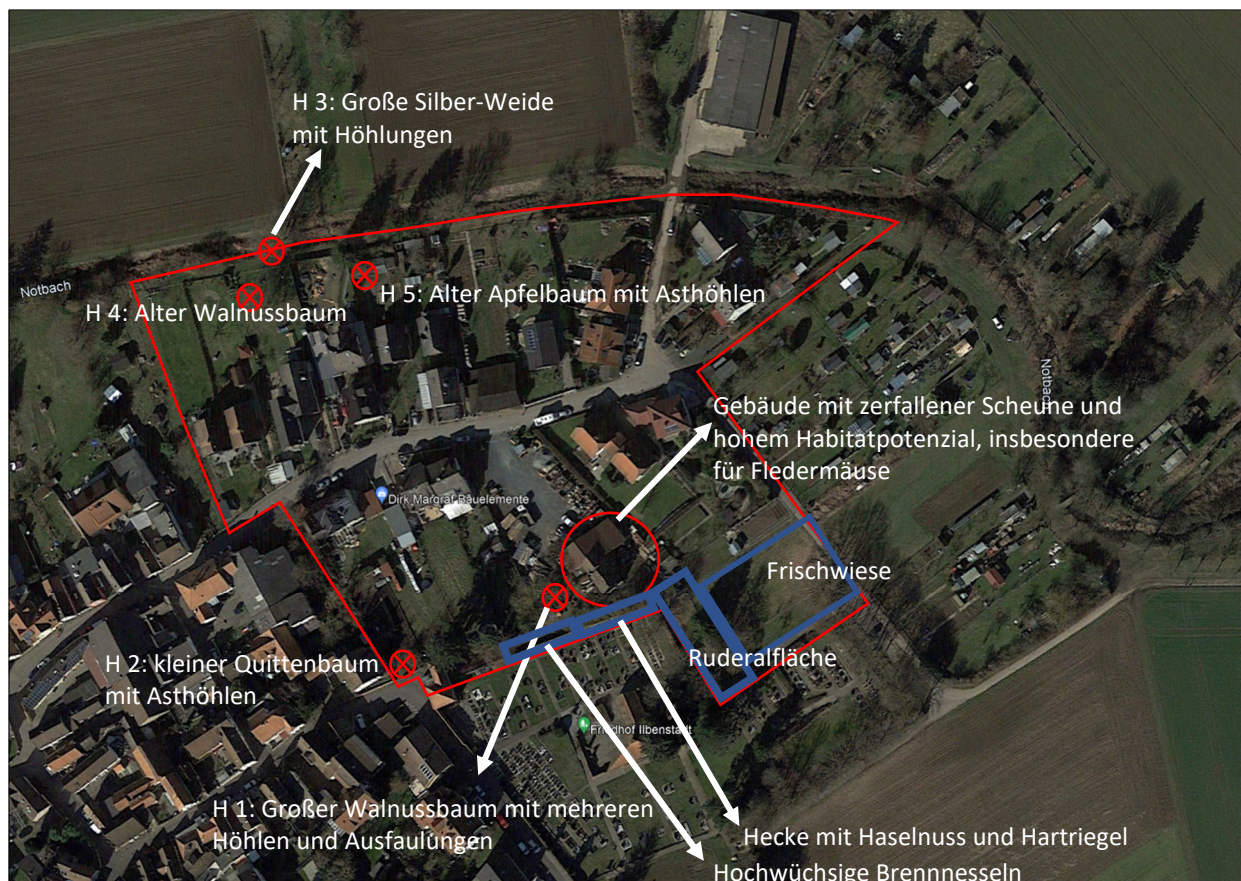 H 3: Große Silber-Weide
mit Höhlungen
Notbach
H 4: Alter Walnussbaum
H 5: Alter Apfelbaum mit Asthöhlen
Notbach
Gebäude mit zerfallener Scheune und
hohem Habitatpotenzial, insbesondere
für Fledermäuse
Dirk Margraf Bauelemente
Frischwiese
H 2: kleiner Quittenbaum
mit Asthöhlen
Ruderalfläche
Friedhof Ilbenstadt
H 1: Großer Walnussbaum mit mehreren
Höhlen und Ausfaulungen
Hecke mit Haselnuss und Hartriegel
Hochwüchsige Brennnesseln